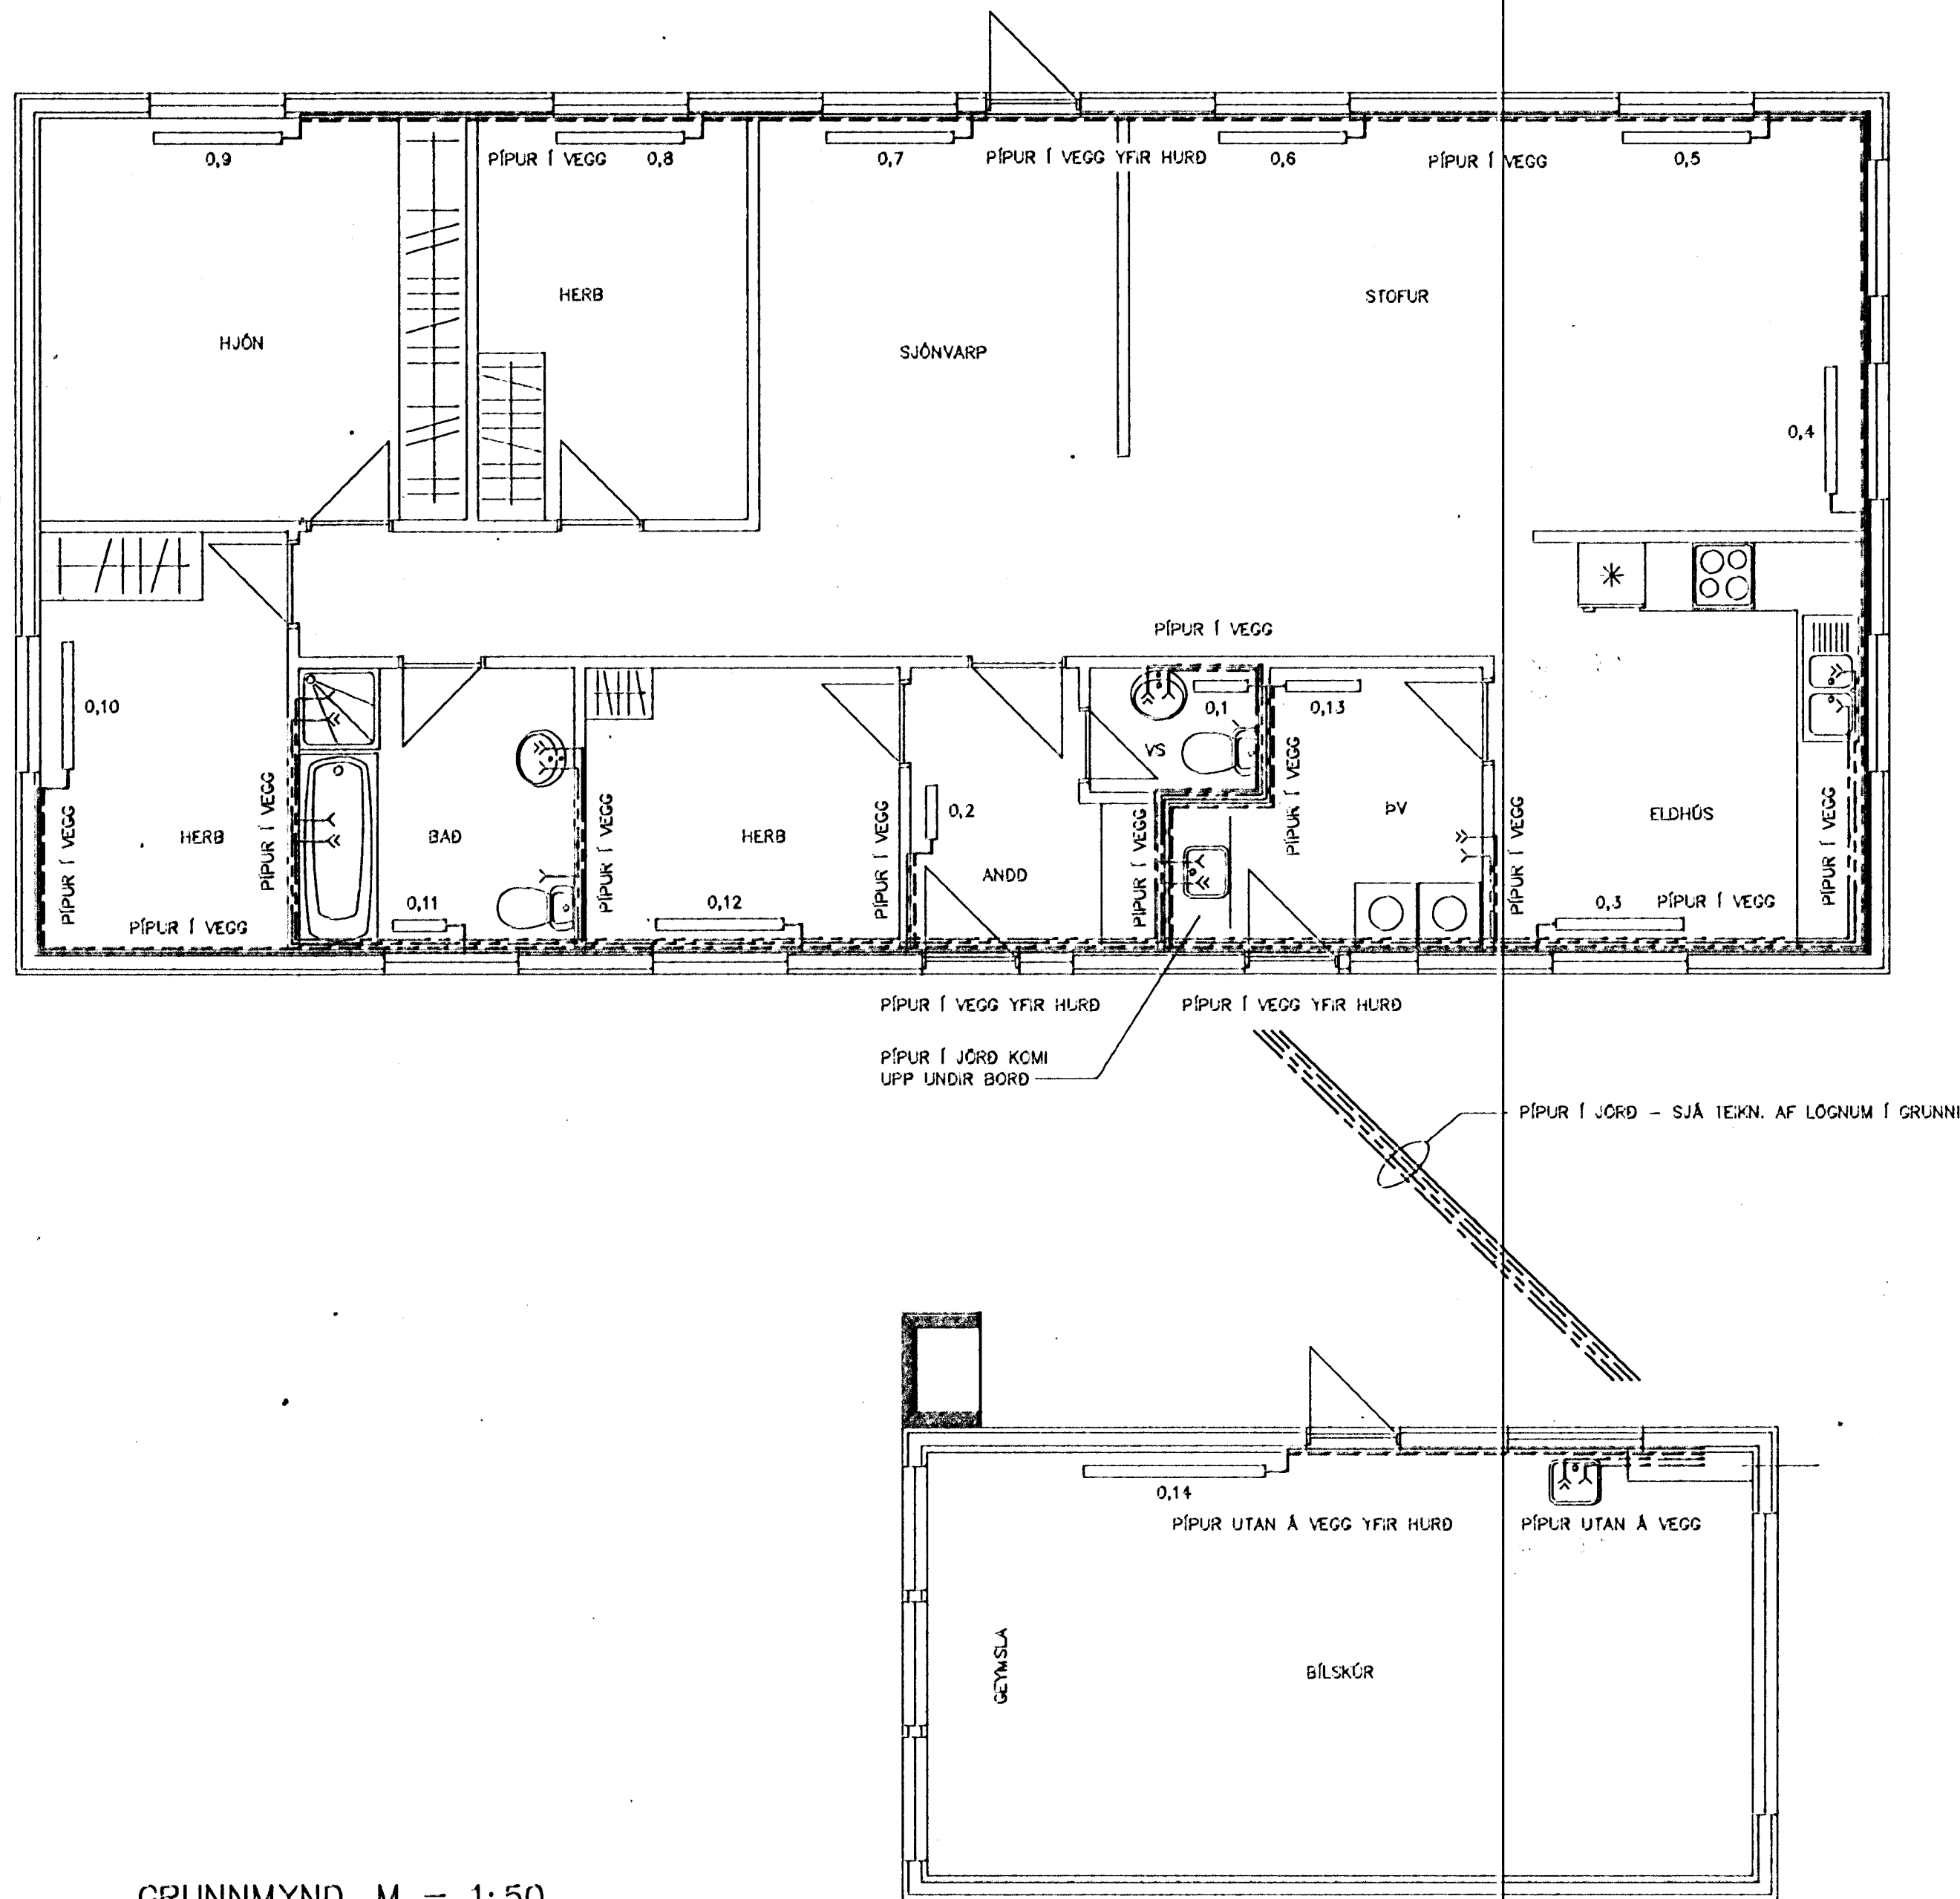 0,9
PÍPUR Í VEGG
0,8
0,7
PÍPUR Í VEGG YFIR HURÐ
0,6
PÍPUR Í VEGG
0,5
HJÓN
HERB
SJÓNVARP
STOFUR
0,4
PÍPUR Í VEGG
0,10
PÍPUR Í VEGG
HERB
PÍPUR Í VEGG
PÍPUR Í VEGG
BAÐ
0,11
PÍPUR Í VEGG
HERB
0,12
PÍPUR Í VEGG
0,2
ANDD
VS
0,1
0,13
PÍPUR Í VEGG
PÍPUR Í VEGG
ÞV
PÍPUR Í VEGG
ELDHÚS
0,3
PÍPUR Í VEGG
PÍPUR Í VEGG
PÍPUR Í VEGG YFIR HURÐ
PÍPUR Í VEGG YFIR HURÐ
PÍPUR Í JÖRÐ KOMI
UPP UNDIR BORÐ
PÍPUR Í JÖRÐ – SJÁ TEIKN. AF LÖGNUM Í GRUNNI
0,14
PÍPUR UTAN Á VEGG YFIR HURÐ
PÍPUR UTAN Á VEGG
GEYMSLA
BÍLSKÚR
GRUNNMYND M – 1:50